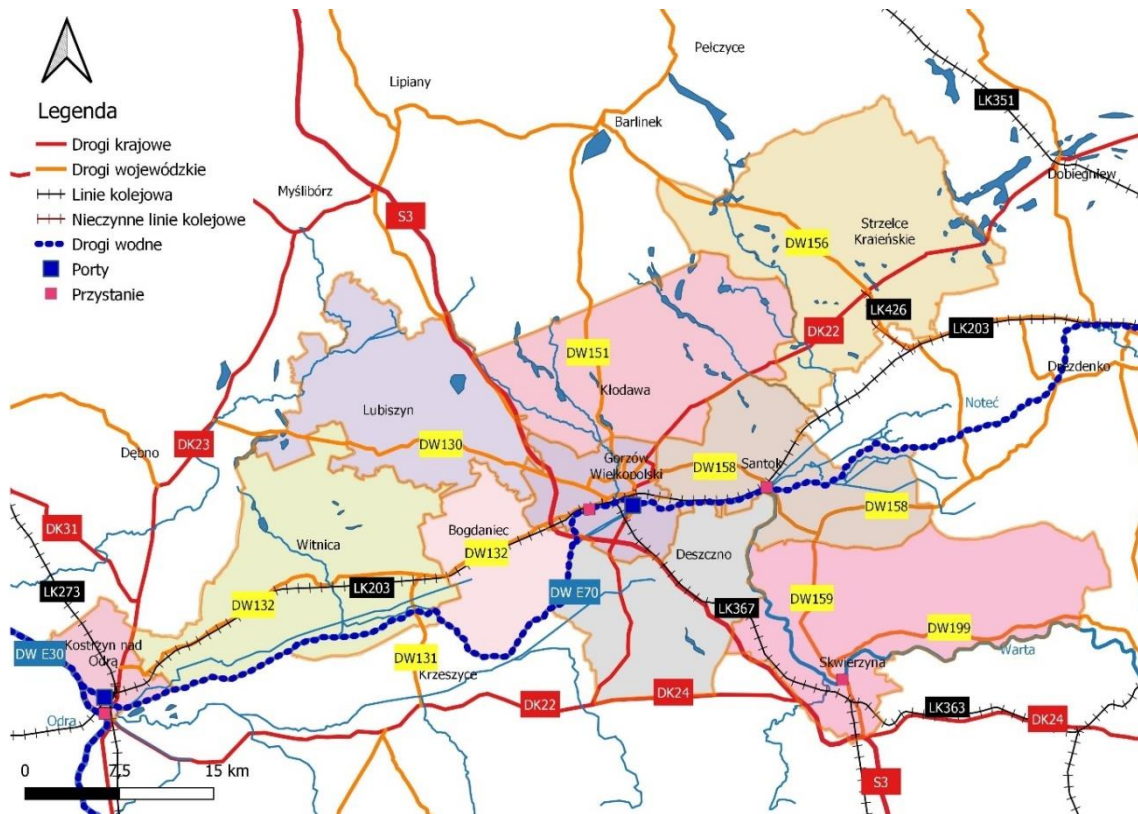 Pełczyce
Lipiany
LK351
Legenda
Barlinek
Drogi krajowe
Drogi wojewódzkie
Dobiegniew
Linie kolejowa
Myślibórz
Nieczynne linie kolejowe
S3
Strzelce
Krajeńskie
Drogi wodne
DW156
Porty
Przystanie
LK426
LK203
DK22
DW151
Drezdenko
Kłodawa
Noteć
Lubiszyn
DK23
DW130
Dębno
Gorzów
Wielkopolski
DW158
Santok
DK31
Bogdaniec
DW158
Witnica
DW132
Deszczno
LK273
LK203
DW E70
DW132
LK367
DW159
DW199
Kostrzyn nad
Odrą
DW E30
DW131
Krzeszyce
Skwierzyna
Warta
DK24
DK22
LK363
Odra
DK24
0 7,5 15 km
S3